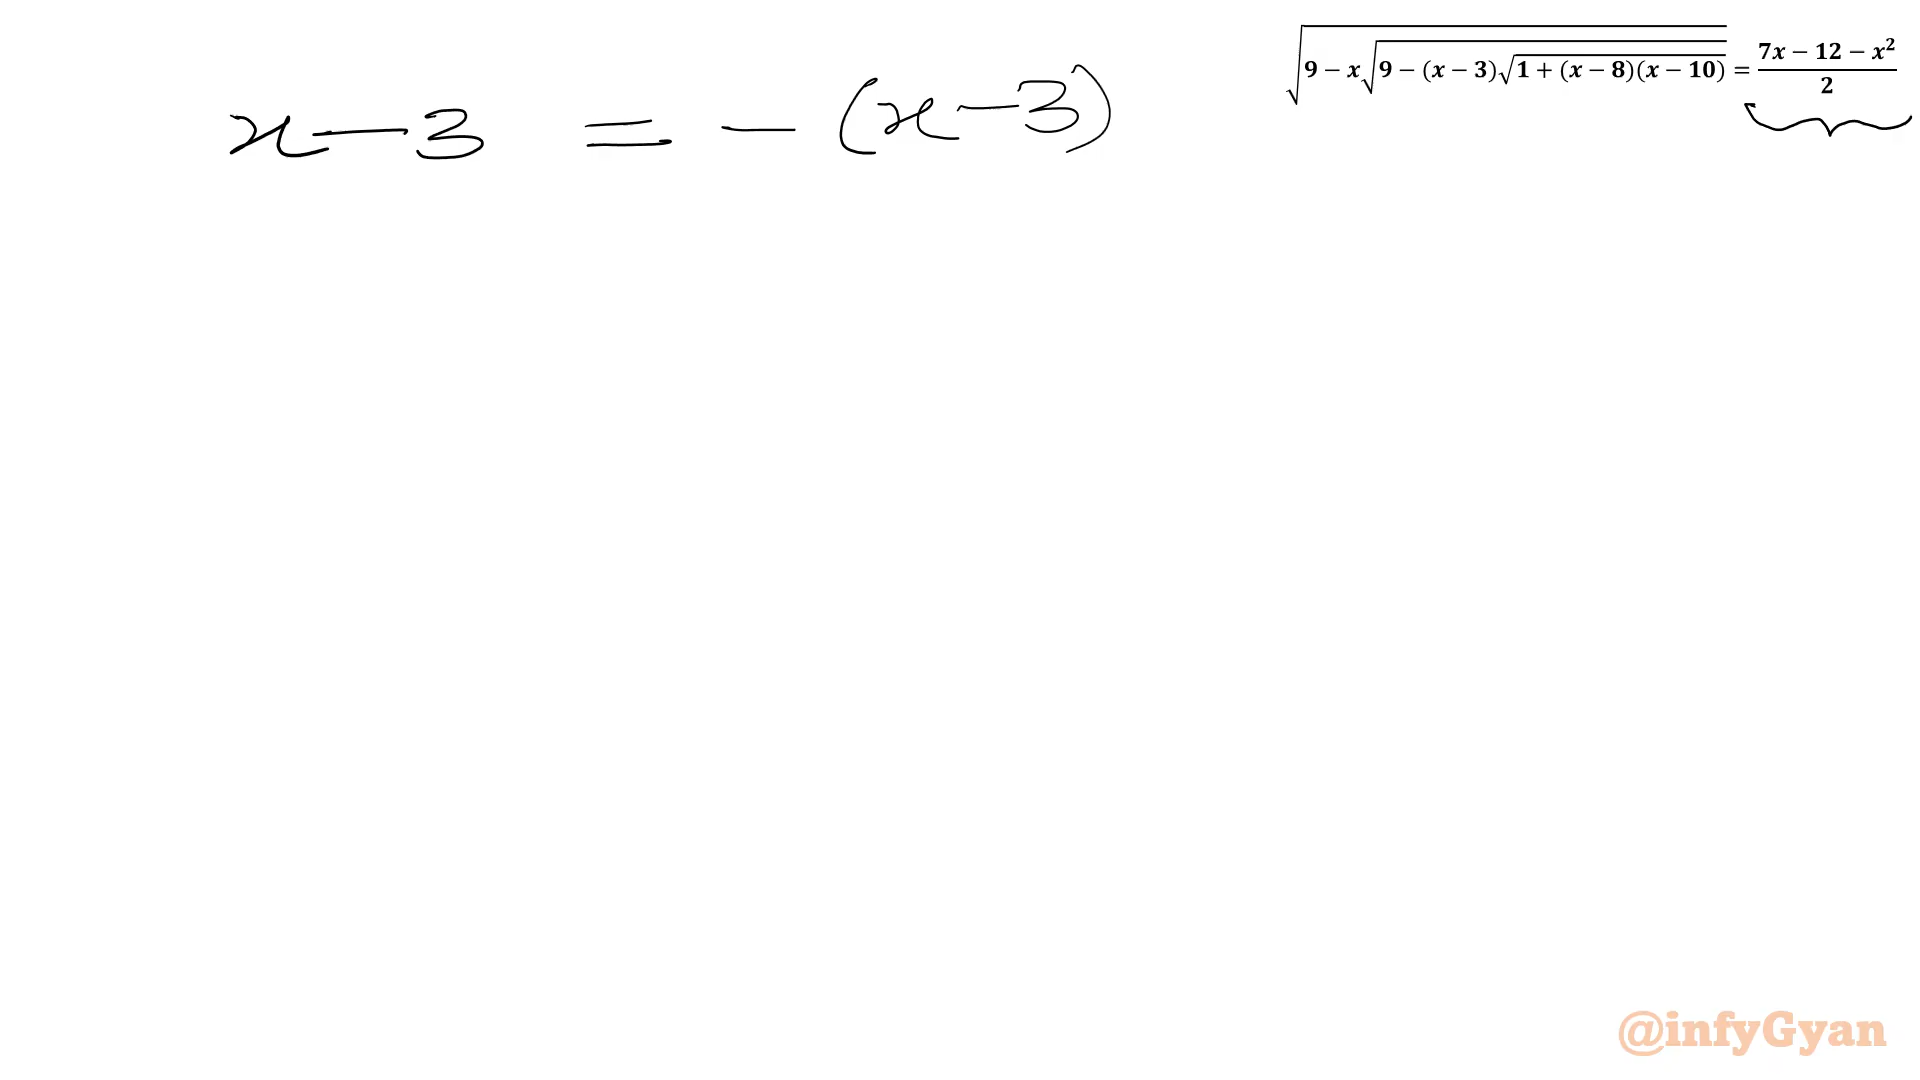 x − 3 = − (x − 3)
√(9 − x√(9 − (x − 3)√(1 + (x − 8)(x − 10)))) = (7x − 12 − x²)/2
@infyGyan